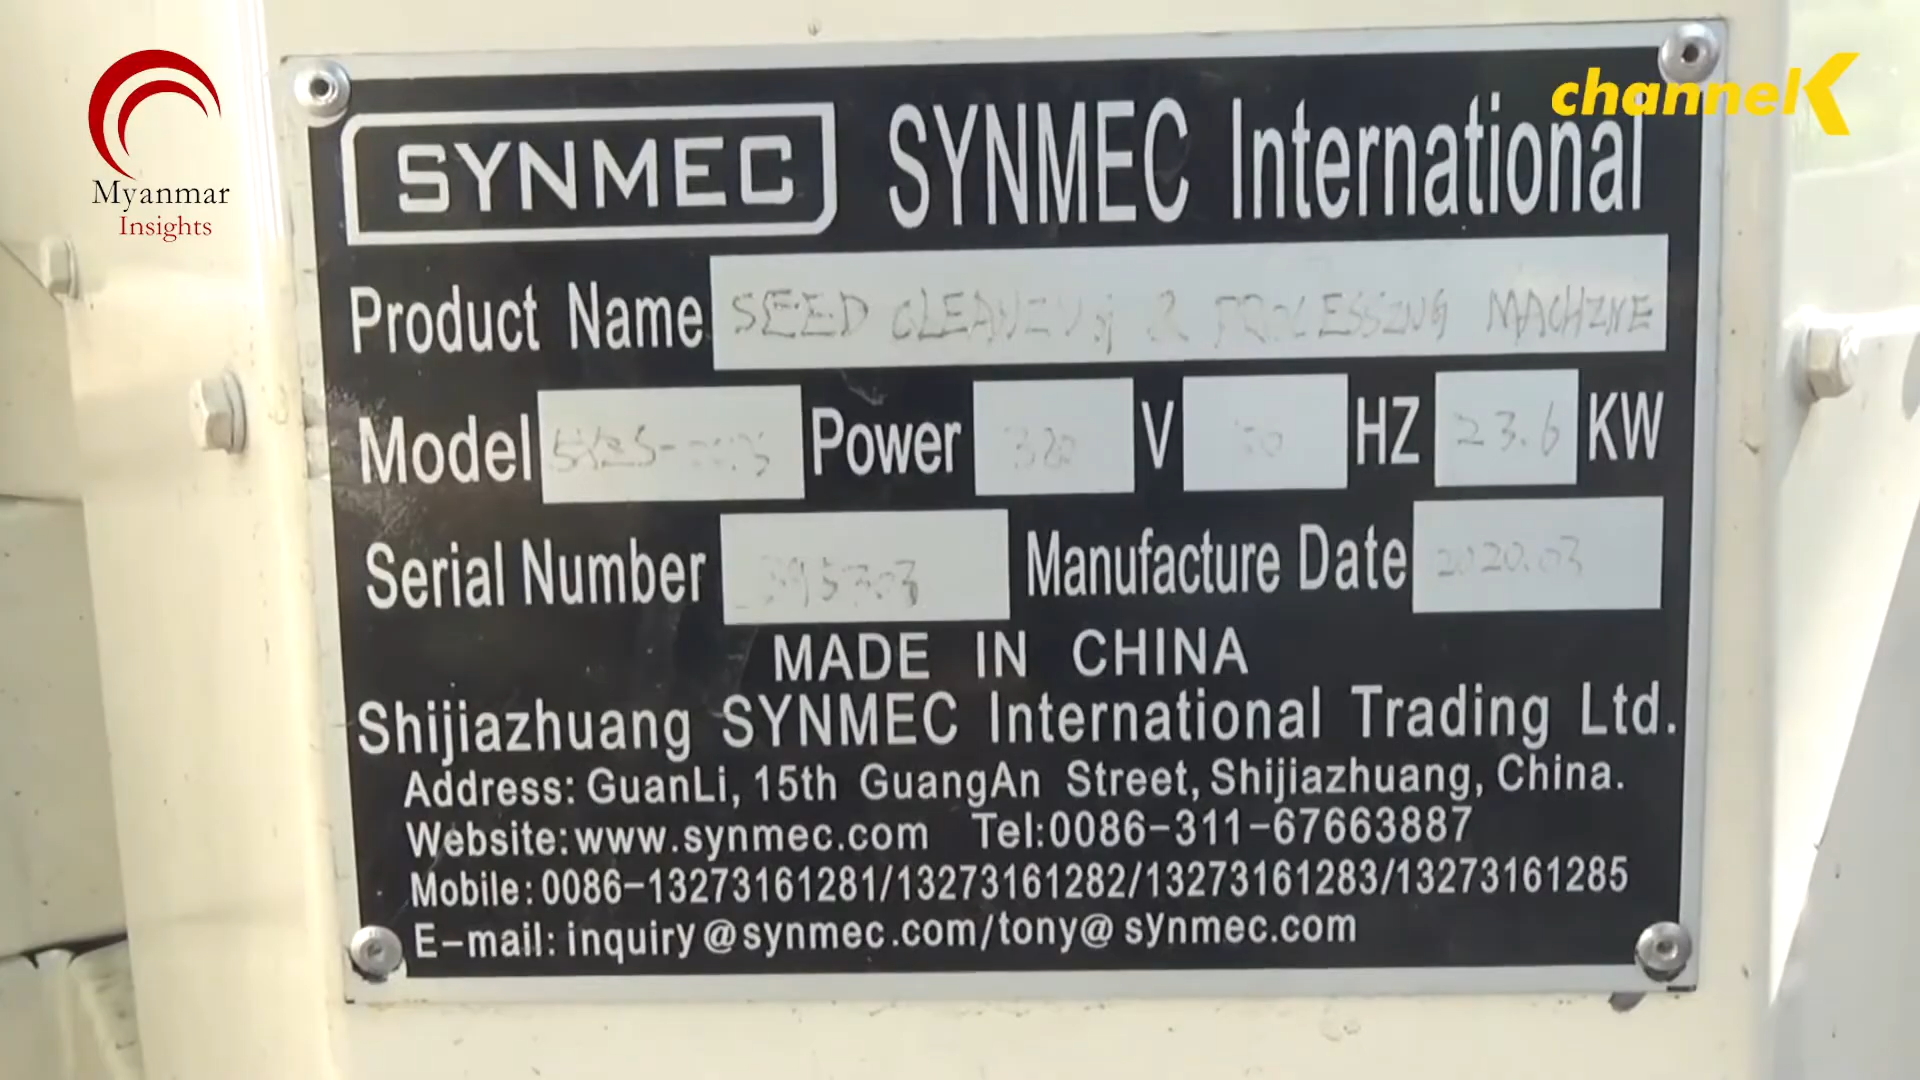 Myanmar
Insights
channelK
SYNMEC SYNMEC International
Product Name SEED CLEANING & PROCESSING MACHINE
Model Power V HZ 23.6 KW
Serial Number Manufacture Date 2020.03
MADE IN CHINA
Shijiazhuang SYNMEC International Trading Ltd.
Address: GuanLi, 15th GuangAn Street, Shijiazhuang, China.
Website:www.synmec.com Tel:0086-311-67663887
Mobile:0086-13273161281/13273161282/13273161283/13273161285
E-mail: inquiry@synmec.com/tony@synmec.com